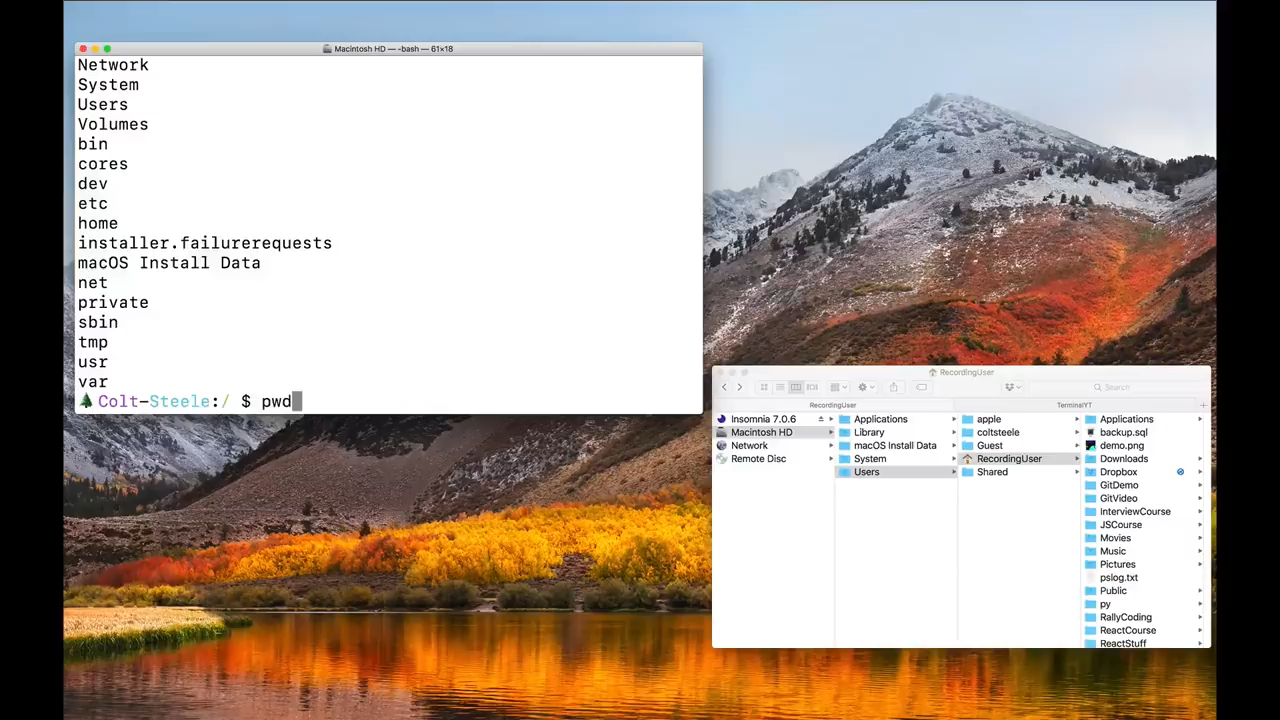 Macintosh HD — -bash — 61×18
Network
System
Users
Volumes
bin
cores
dev
etc
home
installer.failurerequests
macOS Install Data
net
private
sbin
tmp
usr
var
Colt-Steele:/ $ pwd
RecordingUser
Search
RecordingUser
TerminalYT
Insomnia 7.0.6
Macintosh HD
Network
Remote Disc
Applications
Library
macOS Install Data
System
Users
apple
coltsteele
Guest
RecordingUser
Shared
Applications
backup.sql
demo.png
Downloads
Dropbox
GitDemo
GitVideo
InterviewCourse
JSCourse
Movies
Music
Pictures
pslog.txt
Public
py
RallyCoding
ReactCourse
ReactStuff